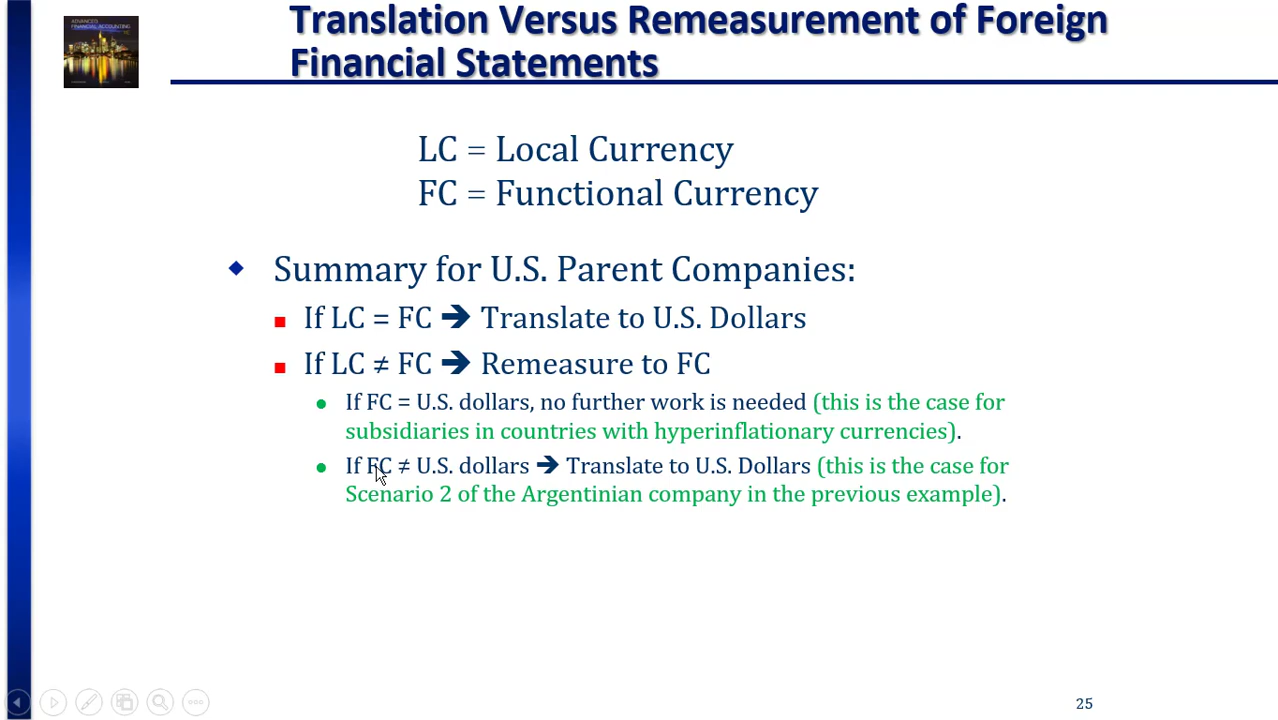 Translation Versus Remeasurement of Foreign
Financial Statements
LC = Local Currency
FC = Functional Currency
Summary for U.S. Parent Companies:
If LC = FC 🡺 Translate to U.S. Dollars
If LC ≠ FC 🡺 Remeasure to FC
If FC = U.S. dollars, no further work is needed (this is the case for
subsidiaries in countries with hyperinflationary currencies).
If FC ≠ U.S. dollars 🡺 Translate to U.S. Dollars (this is the case for
Scenario 2 of the Argentinian company in the previous example).
25